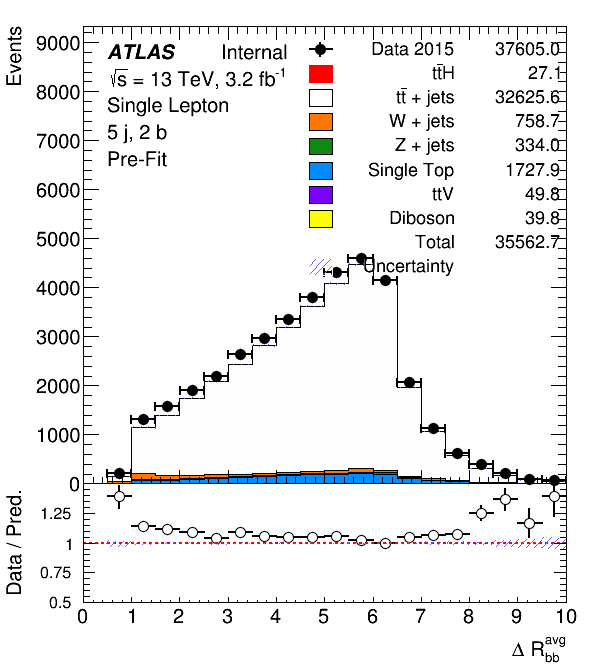 Events
9000
8000
7000
6000
5000
4000
3000
2000
1000
0
ATLAS Internal
√s = 13 TeV, 3.2 fb-1
Single Lepton
5 j, 2 b
Pre-Fit
Data 2015 37605.0
tt̄H 27.1
tt̄ + jets 32625.6
W + jets 758.7
Z + jets 334.0
Single Top 1727.9
ttV 49.8
Diboson 39.8
Total 35562.7
Uncertainty
Data / Pred.
1.25
1
0.75
0.5
0 1 2 3 4 5 6 7 8 9 10
Δ R avg bb